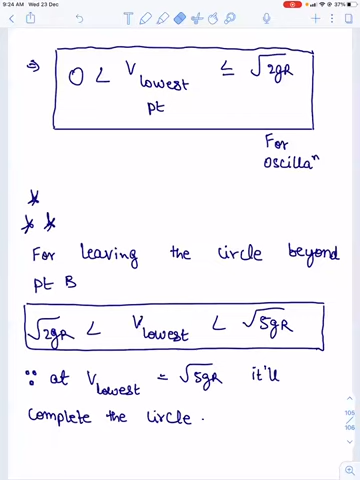 9:24 AM Wed 23 Dec
37%
⇒ 0 < V lowest pt ≤ √2gR
For oscillaⁿ
For leaving the circle beyond
pt B
√2gR < V lowest < √5gR
∵ at V lowest = √5gR it'll
complete the circle.
105
106